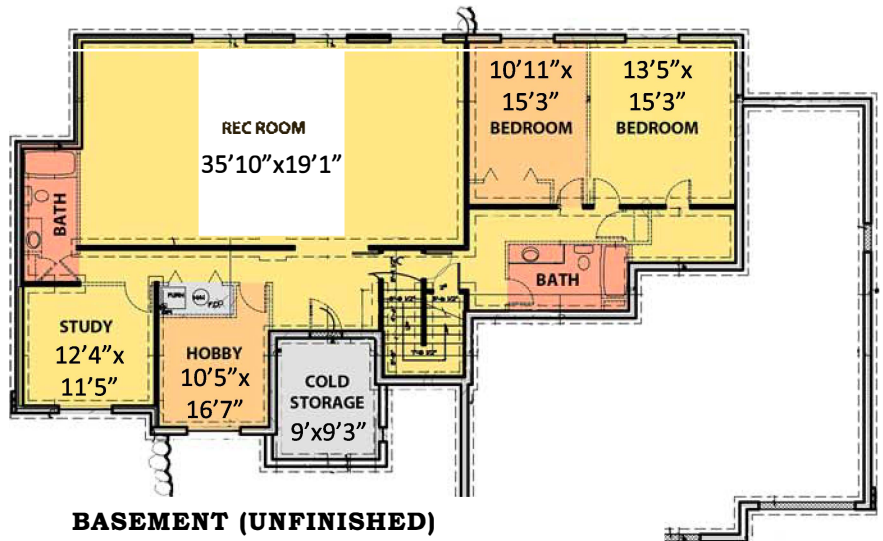 10’11”x
15’3”
BEDROOM
13’5”x
15’3”
BEDROOM
REC ROOM
35’10”x19’1”
BATH
BATH
FURN
STUDY
12’4”x
11’5”
HOBBY
10’5”x
16’7”
COLD
STORAGE
9’x9’3”
BASEMENT (UNFINISHED)